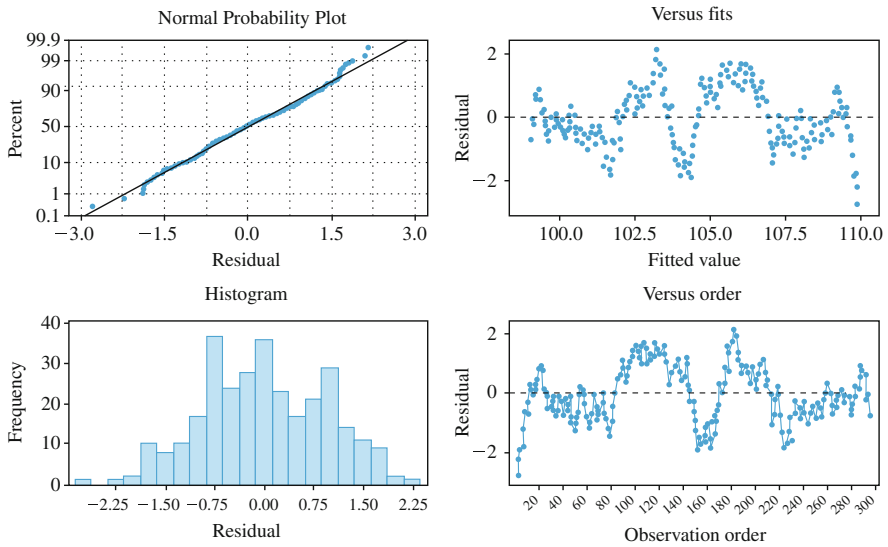 Normal Probability Plot
99.9
99
90
50
10
1
0.1
Percent
−3.0 −1.5 0.0 1.5 3.0
Residual
Versus fits
2
0
−2
Residual
100.0 102.5 105.0 107.5 110.0
Fitted value
Histogram
40
30
20
10
0
Frequency
−2.25 −1.50 −0.75 0.00 0.75 1.50 2.25
Residual
Versus order
2
0
−2
Residual
20 40 60 80 100 120 140 160 180 200 220 240 260 280 300
Observation order